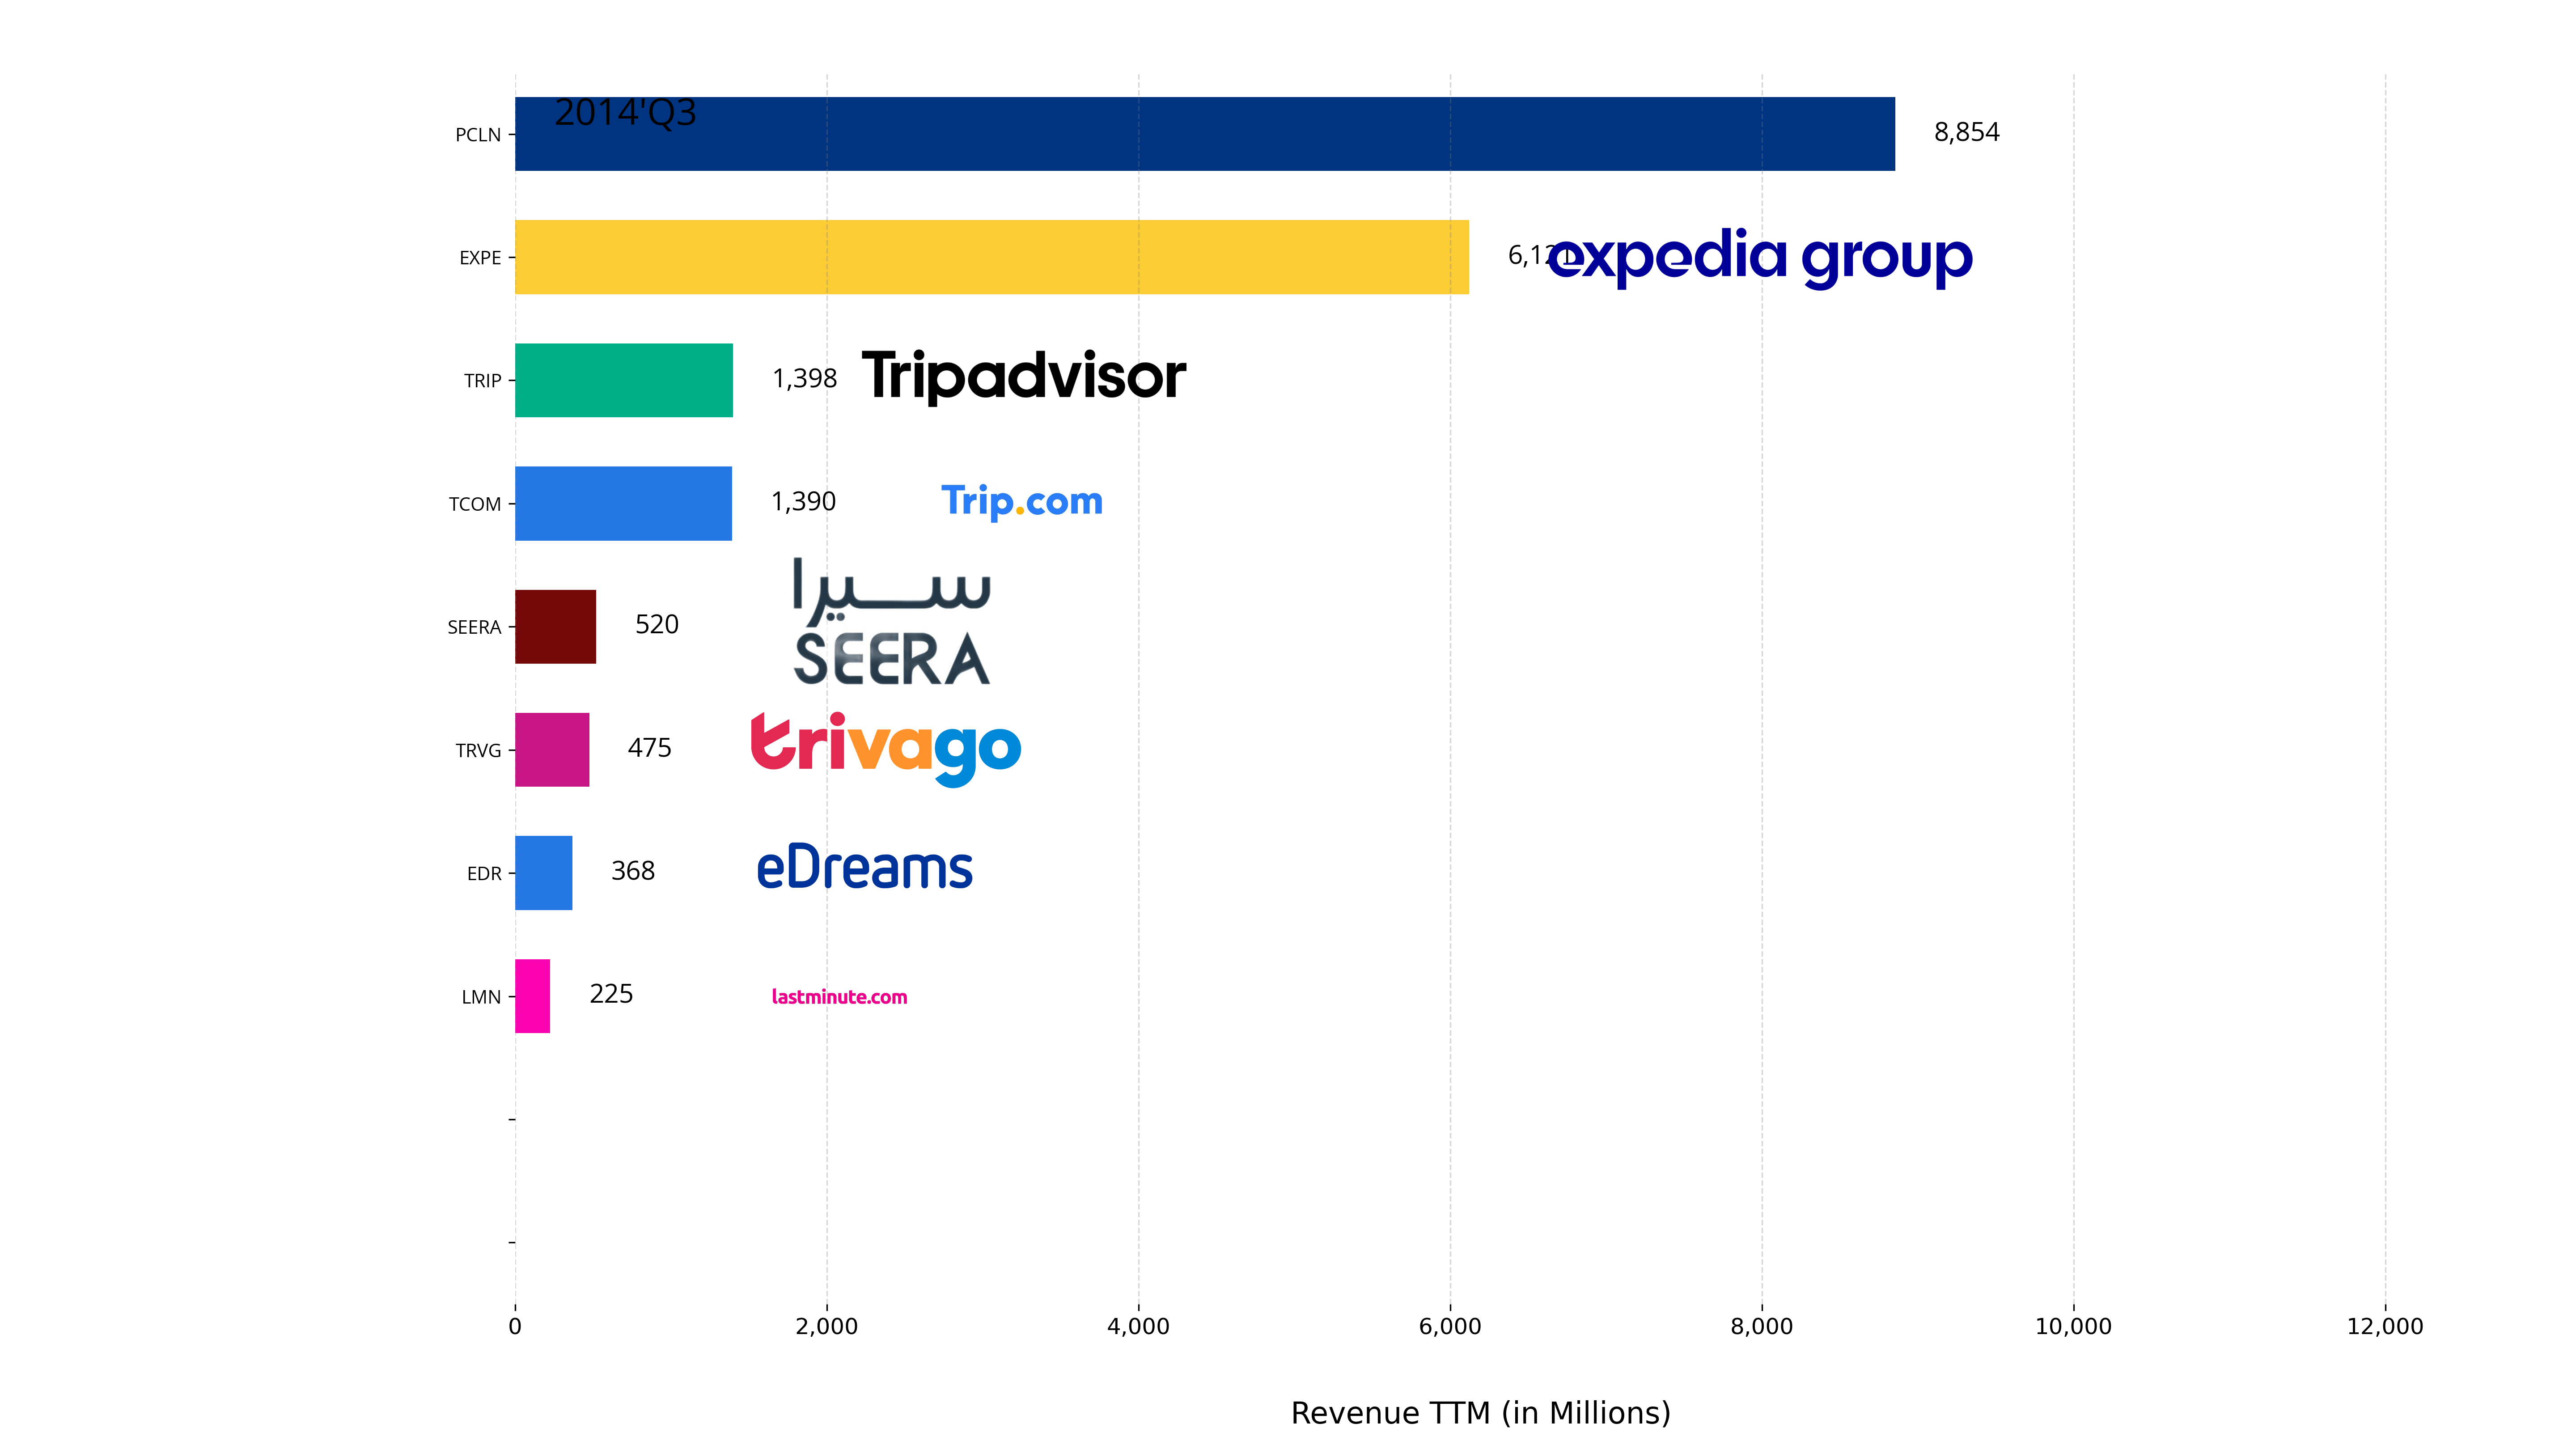 2014'Q3
PCLN 8,854
EXPE 6,121 expedia group
TRIP 1,398 Tripadvisor
TCOM 1,390 Trip.com
SEERA 520 سيرا
SEERA
TRVG 475 trivago
EDR 368 eDreams
LMN 225 lastminute.com
0 2,000 4,000 6,000 8,000 10,000 12,000
Revenue TTM (in Millions)